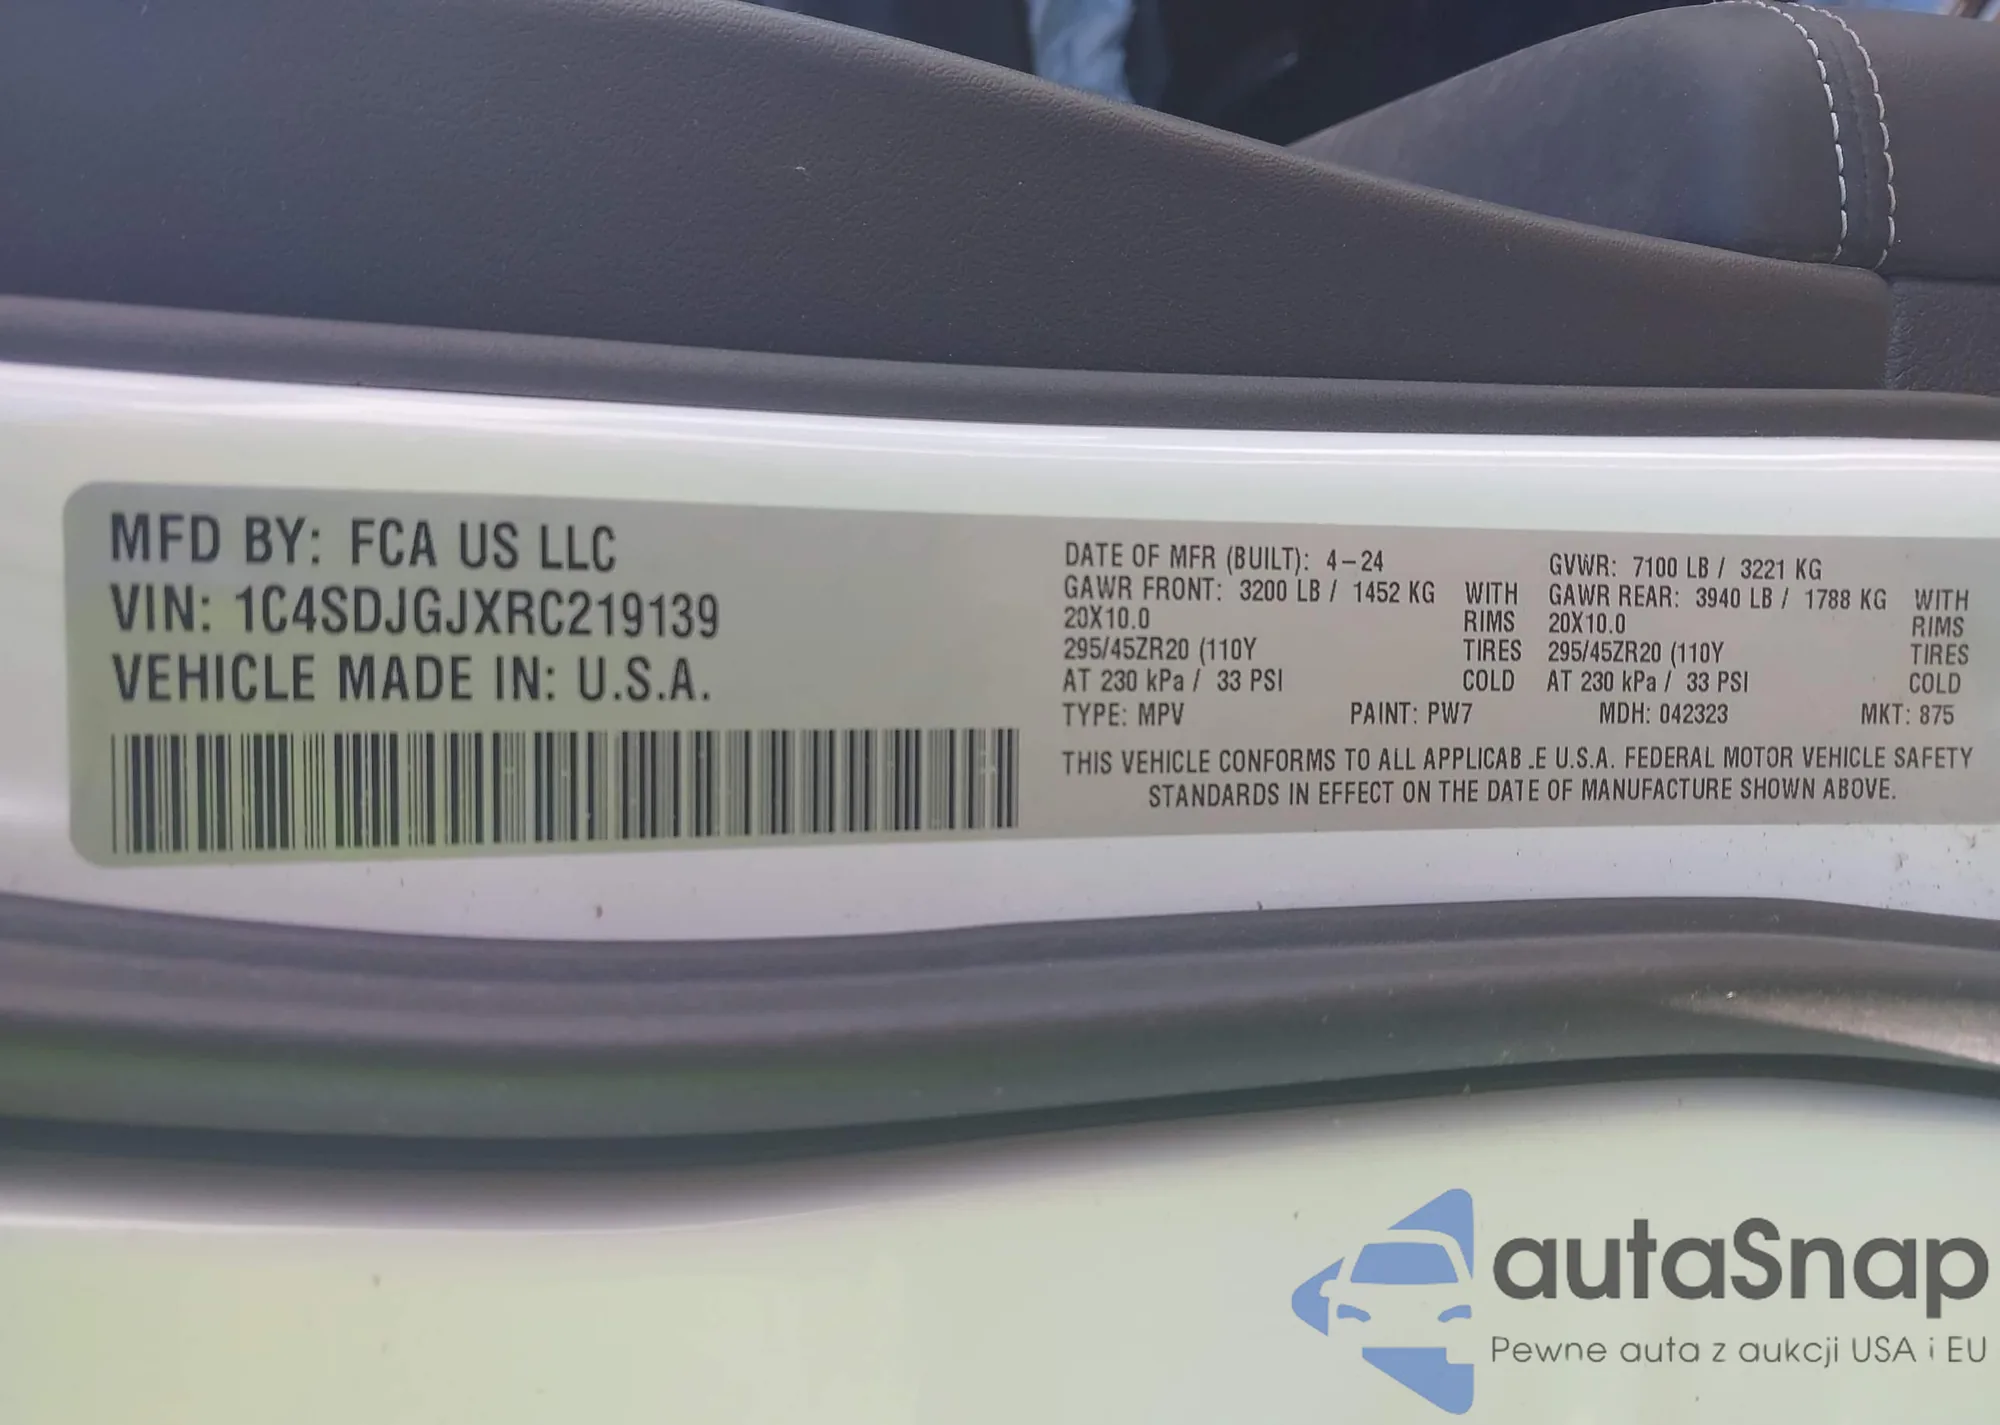 MFD BY: FCA US LLC
VIN: 1C4SDJGJXRC219139
VEHICLE MADE IN: U.S.A.
DATE OF MFR (BUILT): 4-24 GVWR: 7100 LB / 3221 KG
GAWR FRONT: 3200 LB / 1452 KG WITH GAWR REAR: 3940 LB / 1788 KG WITH
20X10.0 RIMS 20X10.0 RIMS
295/45ZR20 (110Y TIRES 295/45ZR20 (110Y TIRES
AT 230 kPa / 33 PSI COLD AT 230 kPa / 33 PSI COLD
TYPE: MPV PAINT: PW7 MDH: 042323 MKT: 875
THIS VEHICLE CONFORMS TO ALL APPLICAB.E U.S.A. FEDERAL MOTOR VEHICLE SAFETY
STANDARDS IN EFFECT ON THE DATE OF MANUFACTURE SHOWN ABOVE.
autaSnap
Pewne auta z aukcji USA i EU